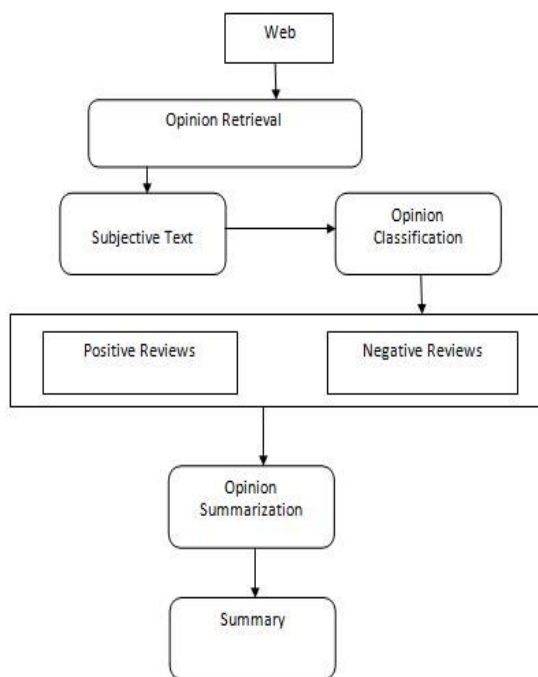 Web
Opinion Retrieval
Subjective Text
Opinion
Classification
Positive Reviews
Negative Reviews
Opinion
Summarization
Summary